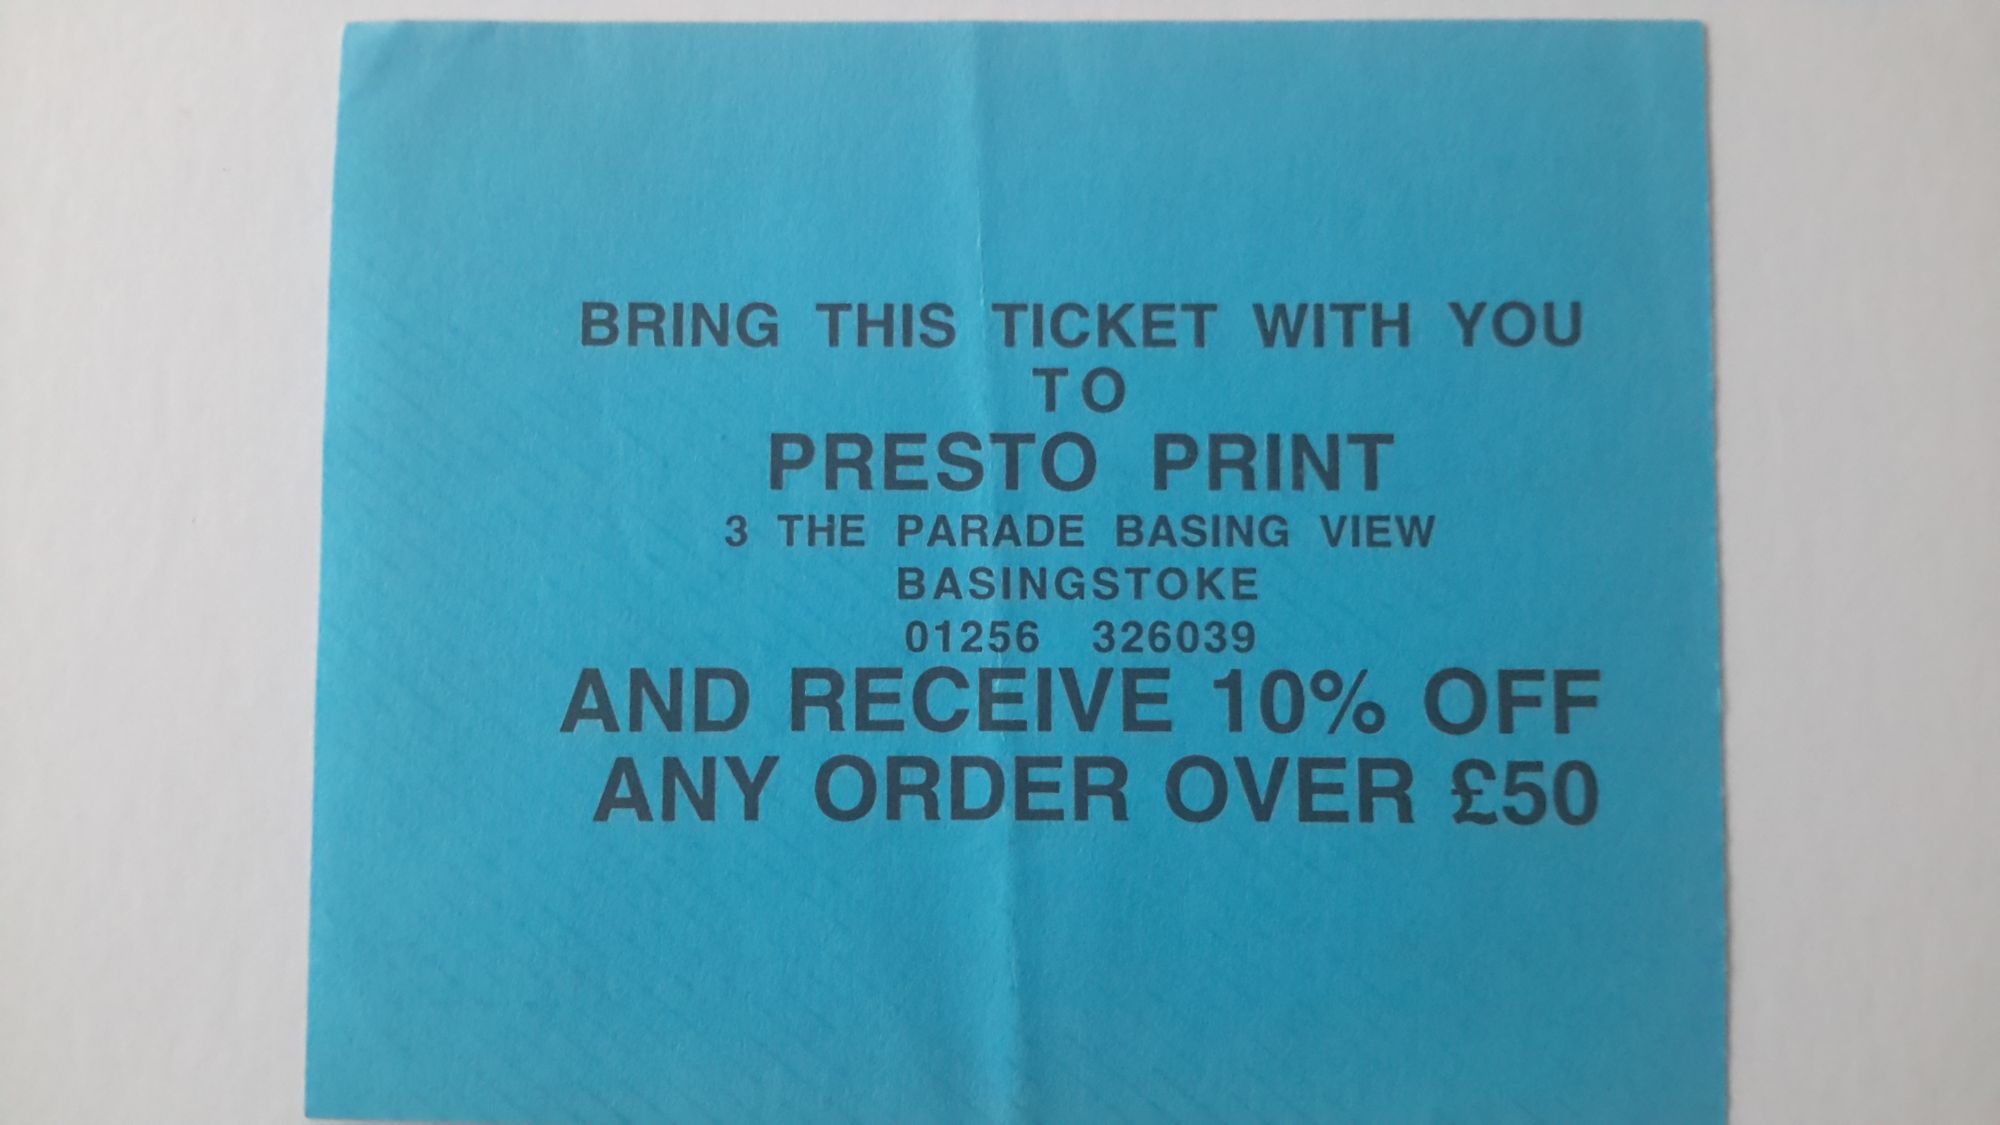 BRING THIS TICKET WITH YOU
TO
PRESTO PRINT
3 THE PARADE BASING VIEW
BASINGSTOKE
01256 326039
AND RECEIVE 10% OFF
ANY ORDER OVER £50